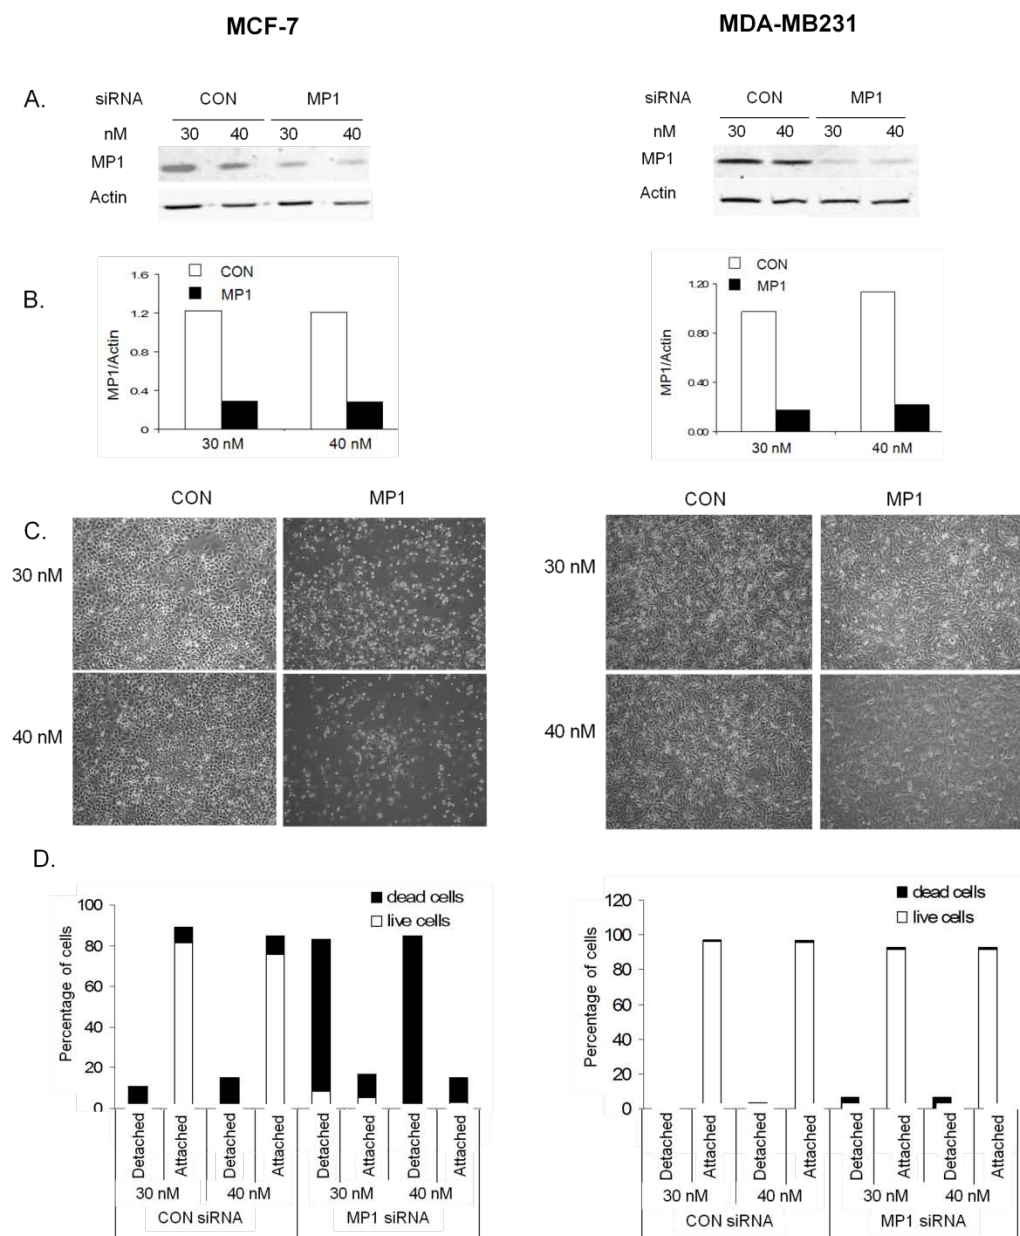 MCF-7
MDA-MB231
A.
siRNA CON MP1
nM 30 40 30 40
MP1
Actin
siRNA CON MP1
nM 30 40 30 40
MP1
Actin
B.
CON
MP1
MP1/Actin
1.6
1.2
0.8
0.4
0
30 nM 40 nM
CON
MP1
MP1/Actin
1.20
0.80
0.40
0.00
30 nM 40 nM
C.
CON MP1
30 nM
40 nM
CON MP1
30 nM
40 nM
D.
dead cells
live cells
Percentage of cells
100
80
60
40
20
0
Detached Attached Detached Attached Detached Attached Detached Attached
30 nM 40 nM 30 nM 40 nM
CON siRNA MP1 siRNA
dead cells
live cells
Percentage of cells
120
100
80
60
40
20
0
Detached Attached Detached Attached Detached Attached Detached Attached
30 nM 40 nM 30 nM 40 nM
CON siRNA MP1 siRNA